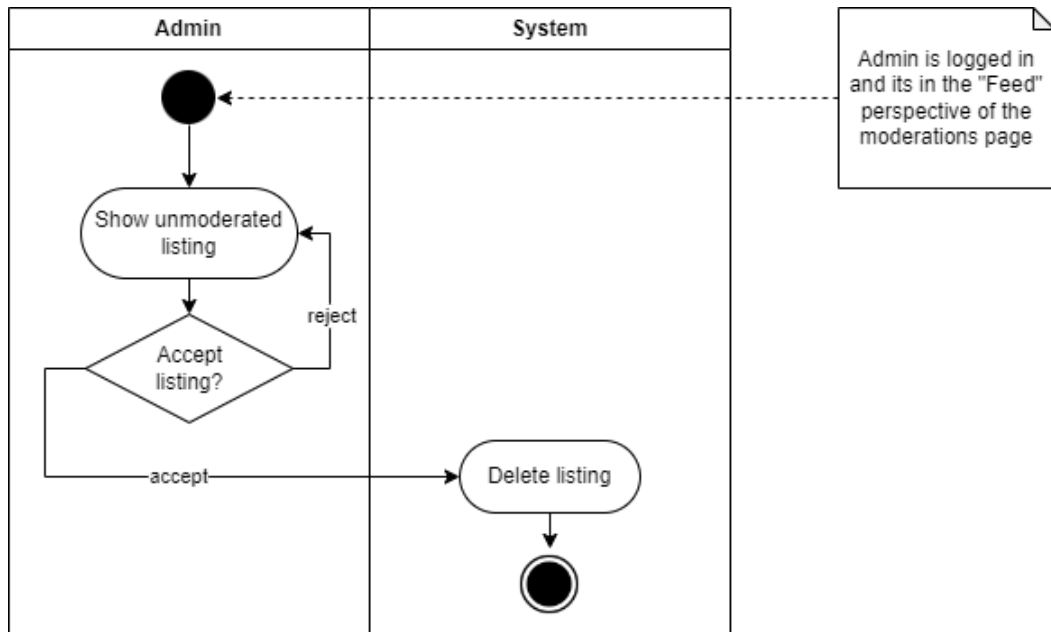 Admin
System
Admin is logged in
and its in the "Feed"
perspective of the
moderations page
Show unmoderated
listing
reject
Accept
listing?
accept
Delete listing